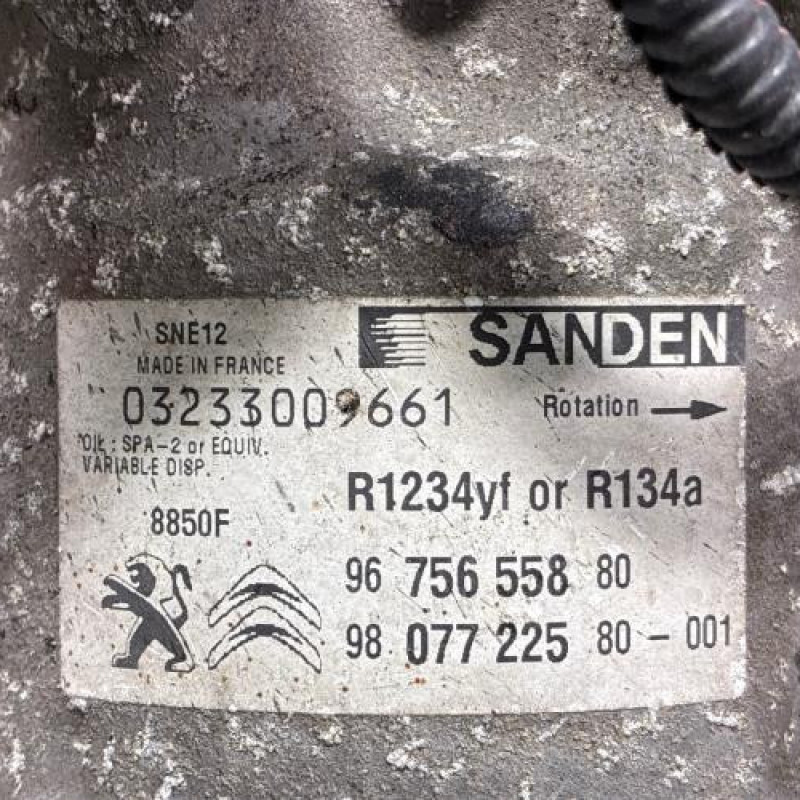 SNE12
SANDEN
MADE IN FRANCE
03233009661
Rotation
OIL: SPA-2 or EQUIV.
VARIABLE DISP.
R1234yf or R134a
8850F
96 756 558 80
98 077 225 80-001